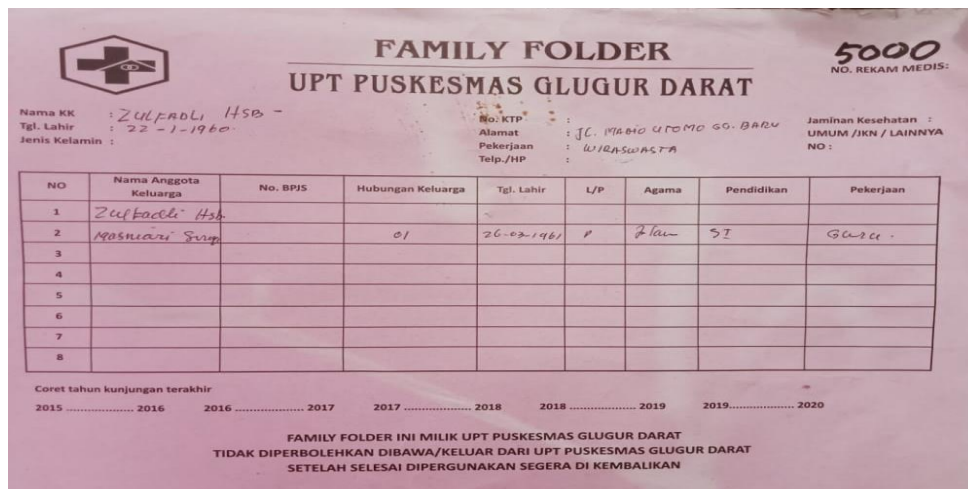 FAMILY FOLDER
UPT PUSKESMAS GLUGUR DARAT
5000
NO. REKAM MEDIS:
Nama KK : ZULFADLI HSB -
Tgl. Lahir : 22-1-1960.
Jenis Kelamin :
No. KTP :
Alamat : JL. GG. BARU
Pekerjaan : WIRASWASTA
Telp./HP :
Jaminan Kesehatan :
UMUM /JKN / LAINNYA
NO :
NO Nama Anggota Keluarga No. BPJS Hubungan Keluarga Tgl. Lahir L/P Agama Pendidikan Pekerjaan
1 Zulfadli Hsb.
2 01 26-03-1961 P S1 Guru.
3
4
5
6
7
8
Coret tahun kunjungan terakhir
2015 .................. 2016 2016 .................. 2017 2017 .................. 2018 2018 .................. 2019 2019.................. 2020
FAMILY FOLDER INI MILIK UPT PUSKESMAS GLUGUR DARAT
TIDAK DIPERBOLEHKAN DIBAWA/KELUAR DARI UPT PUSKESMAS GLUGUR DARAT
SETELAH SELESAI DIPERGUNAKAN SEGERA DI KEMBALIKAN